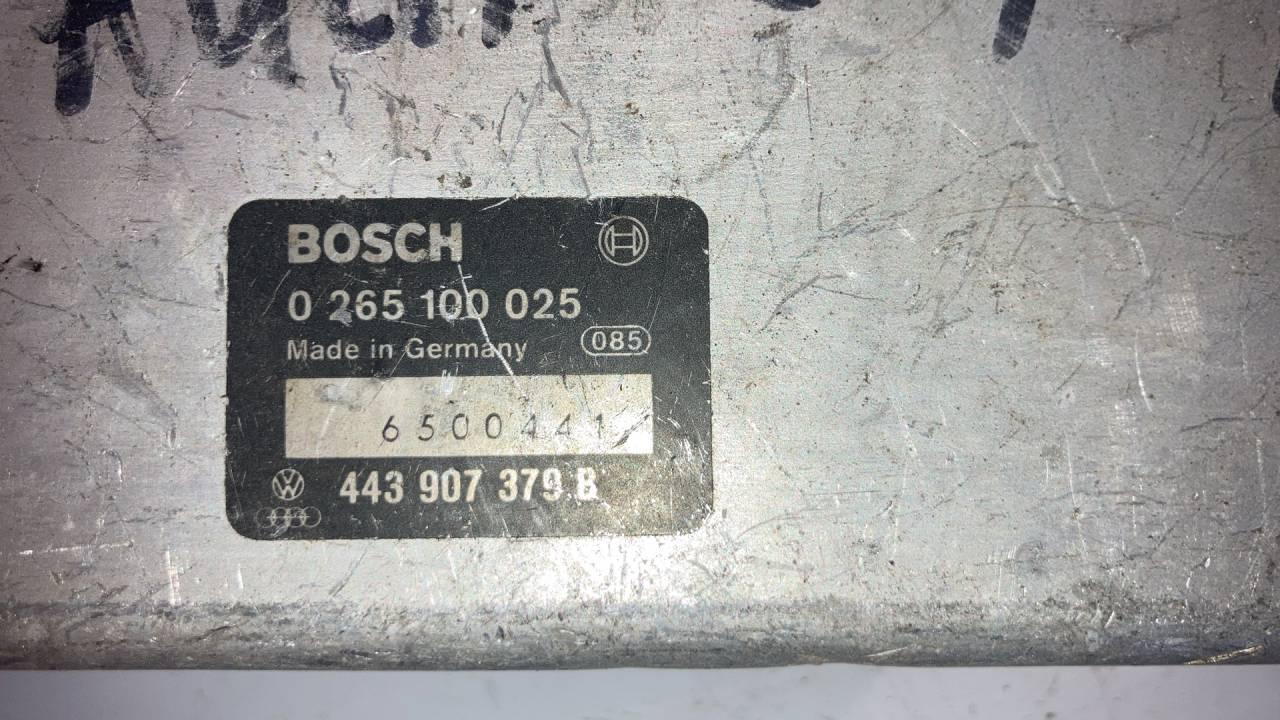 BOSCH
0 265 100 025
Made in Germany 085
6500441
443 907 379 B